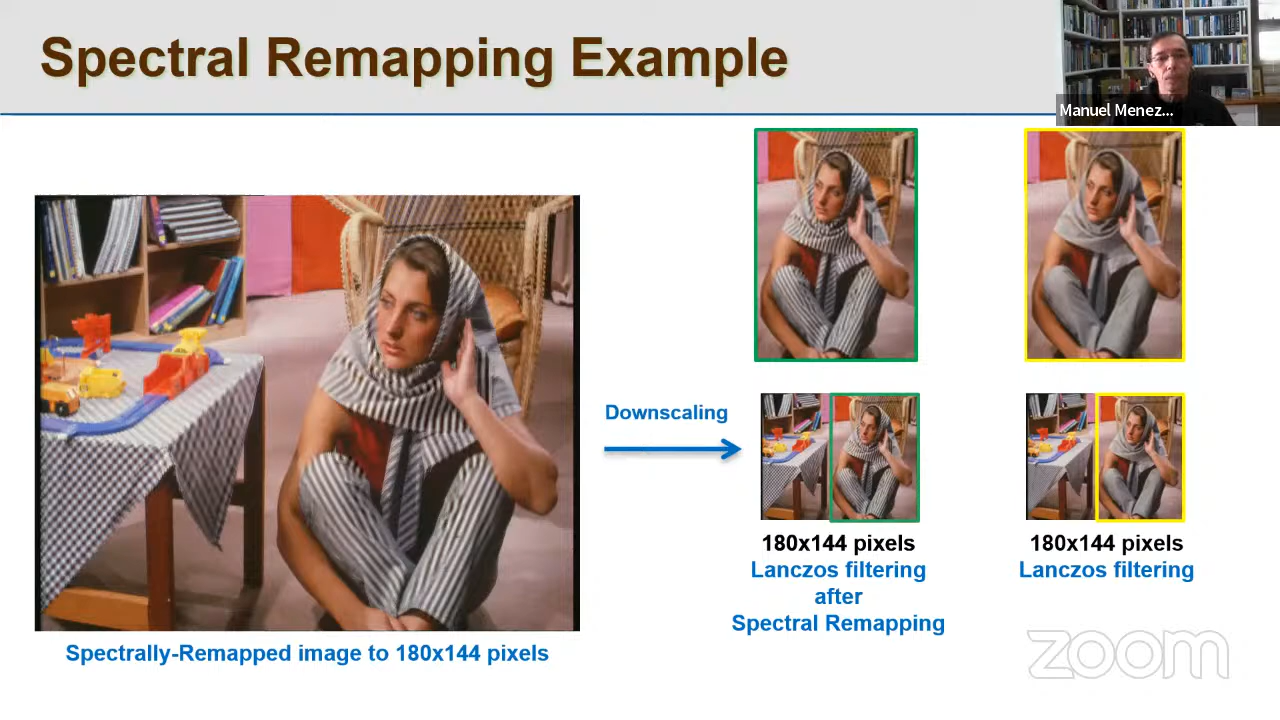 Spectral Remapping Example
Manuel Menez...
Downscaling
180x144 pixels
Lanczos filtering
after
Spectral Remapping
180x144 pixels
Lanczos filtering
Spectrally-Remapped image to 180x144 pixels
zoom